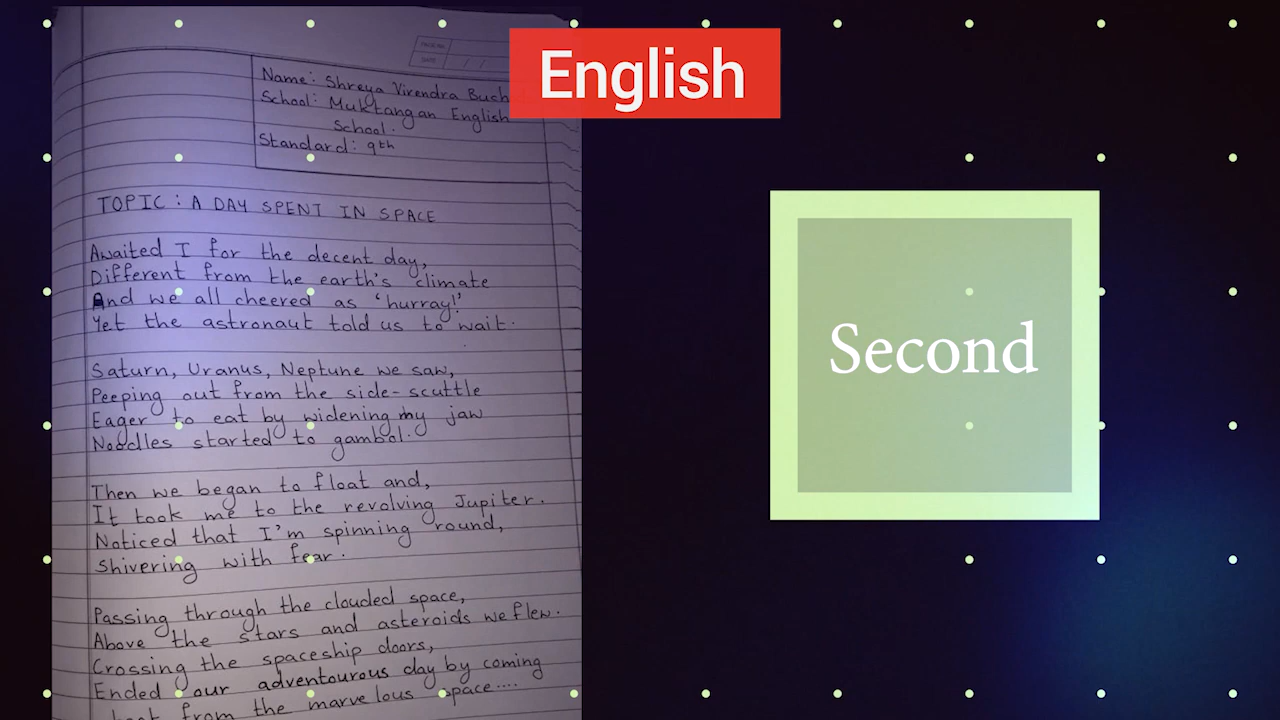 English
Name: Shreya Virendra
School: Muktangan English
School.
Standard: 9th
TOPIC : A DAY SPENT IN SPACE
Awaited I for the decent day,
Different from the earth's climate
And we all cheered as 'hurray!'
Yet the astronaut told us to wait.
Saturn, Uranus, Neptune we saw,
Peeping out from the side-scuttle
Eager to eat by widening my jaw
Noodles started to gambol.
Then we began to float and,
It took me to the revolving Jupiter.
Noticed that I'm spinning round,
Shivering with fear.
Passing through the clouded space,
Above the stars and asteroids we flew.
Crossing the spaceship doors,
Ended our adventourous day by coming
from the marvelous space....
Second